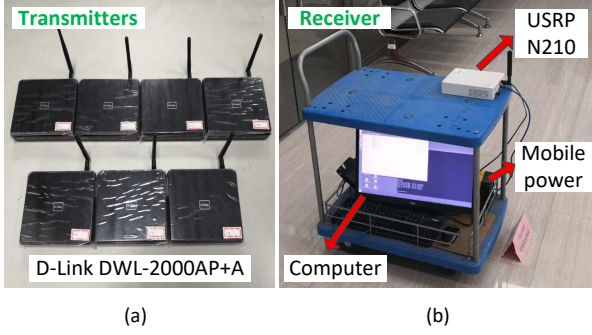 Transmitters
D-Link DWL-2000AP+A
(a)
Receiver
USRP
N210
Mobile
power
Computer
(b)